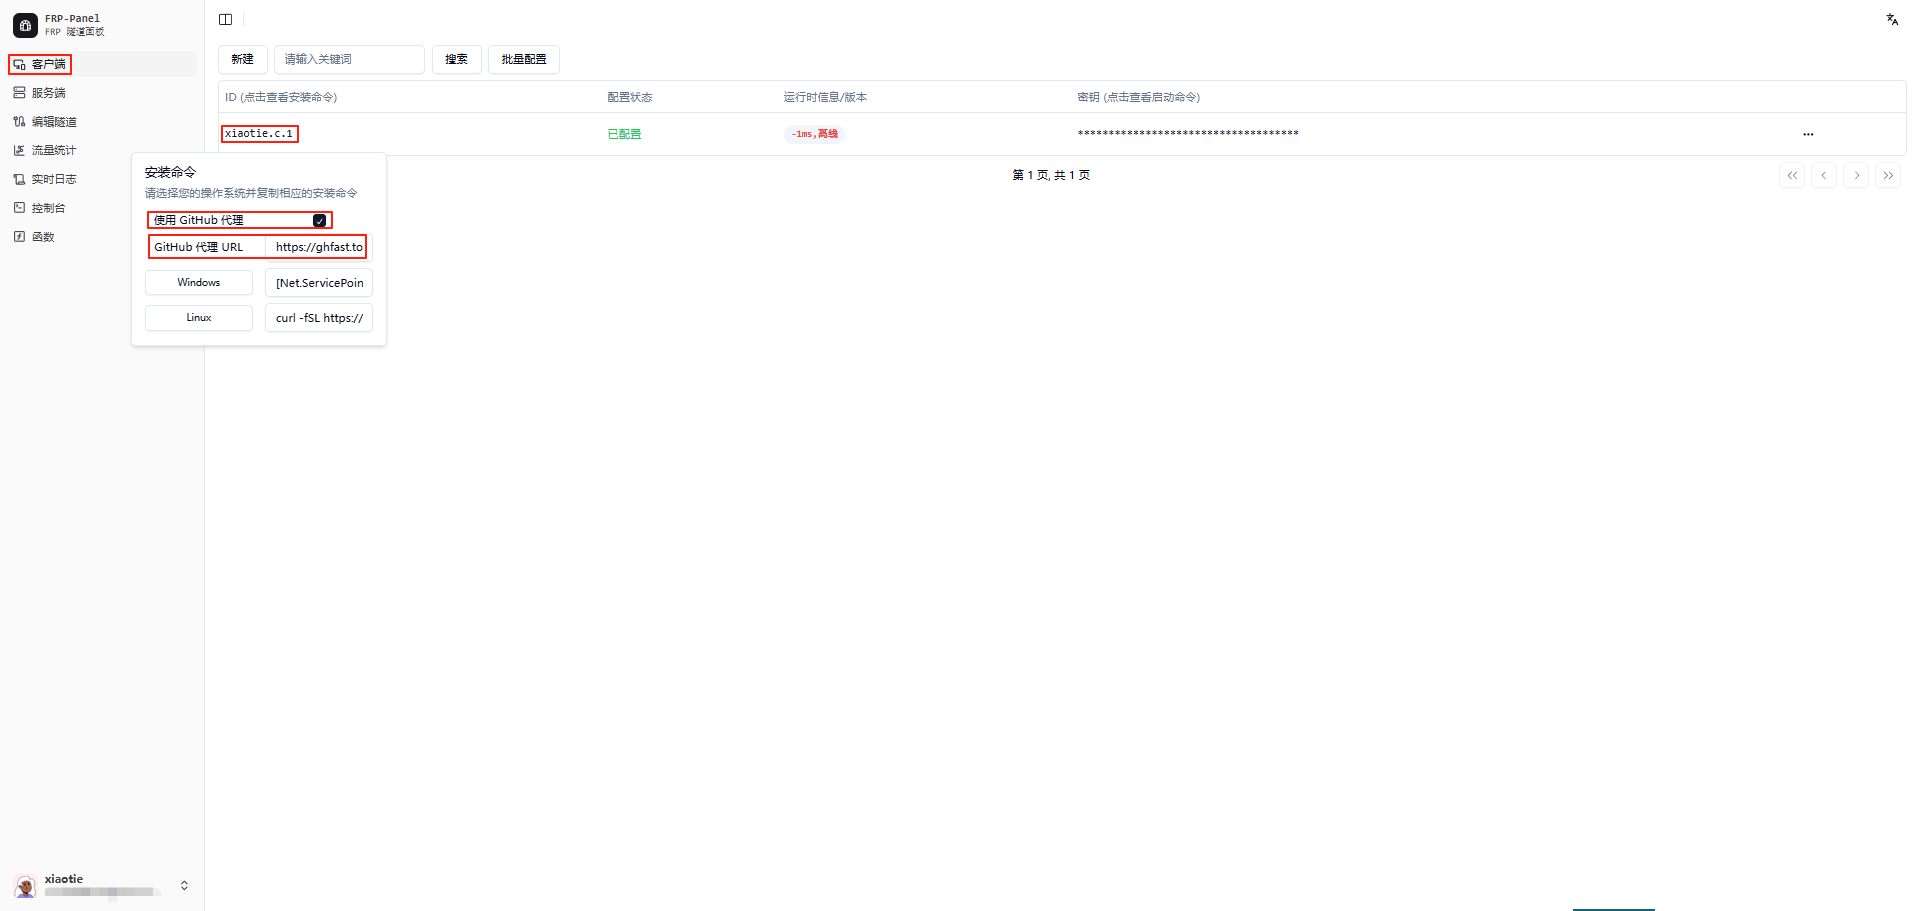 FRP-Panel
FRP 隧道面板
客户端
服务端
编辑隧道
流量统计
实时日志
控制台
函数
新建
请输入关键词
搜索
批量配置
ID (点击查看安装命令)
配置状态
运行时信息/版本
密钥 (点击查看启动命令)
xiaotie.c.1
已配置
-1ms,离线
************************************
···
第 1 页, 共 1 页
安装命令
请选择您的操作系统并复制相应的安装命令
使用 GitHub 代理
GitHub 代理 URL
https://ghfast.to
Windows
[Net.ServicePoin
Linux
curl -fSL https://
xiaotie